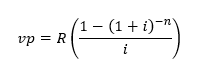 vp = R ( (1 − (1 + i)⁻ⁿ) / i )